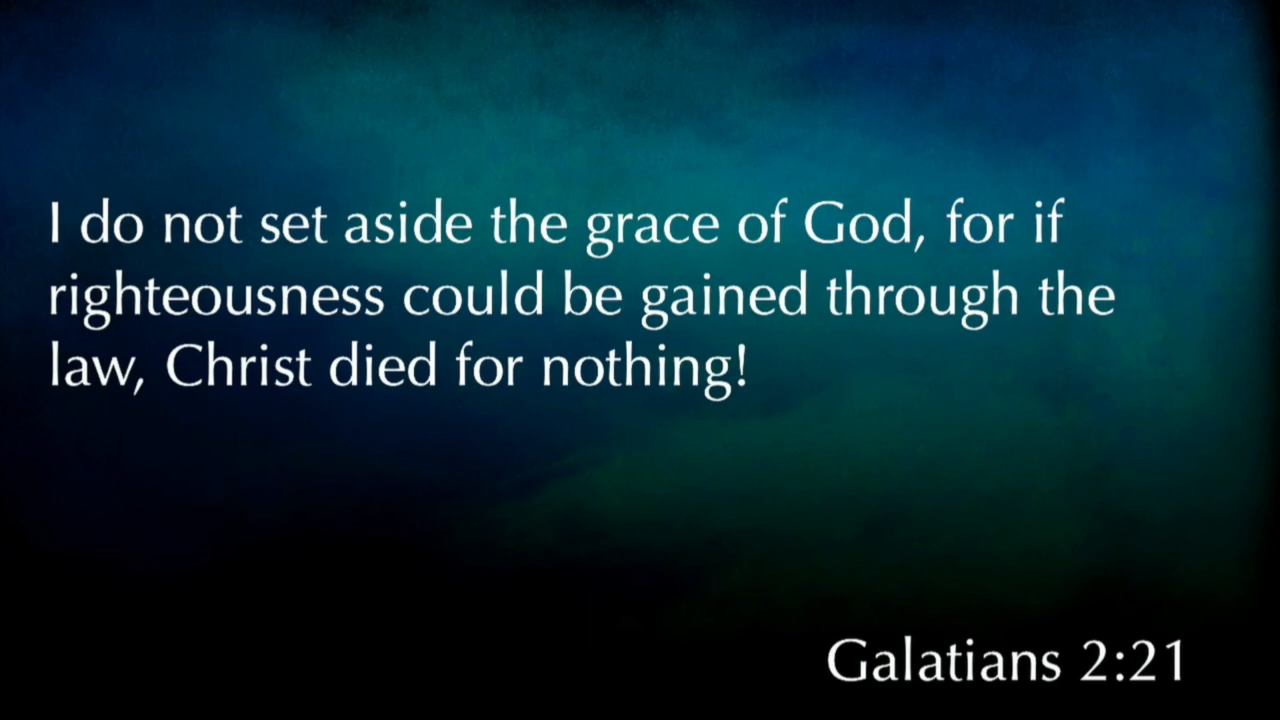 I do not set aside the grace of God, for if
righteousness could be gained through the
law, Christ died for nothing!
Galatians 2:21